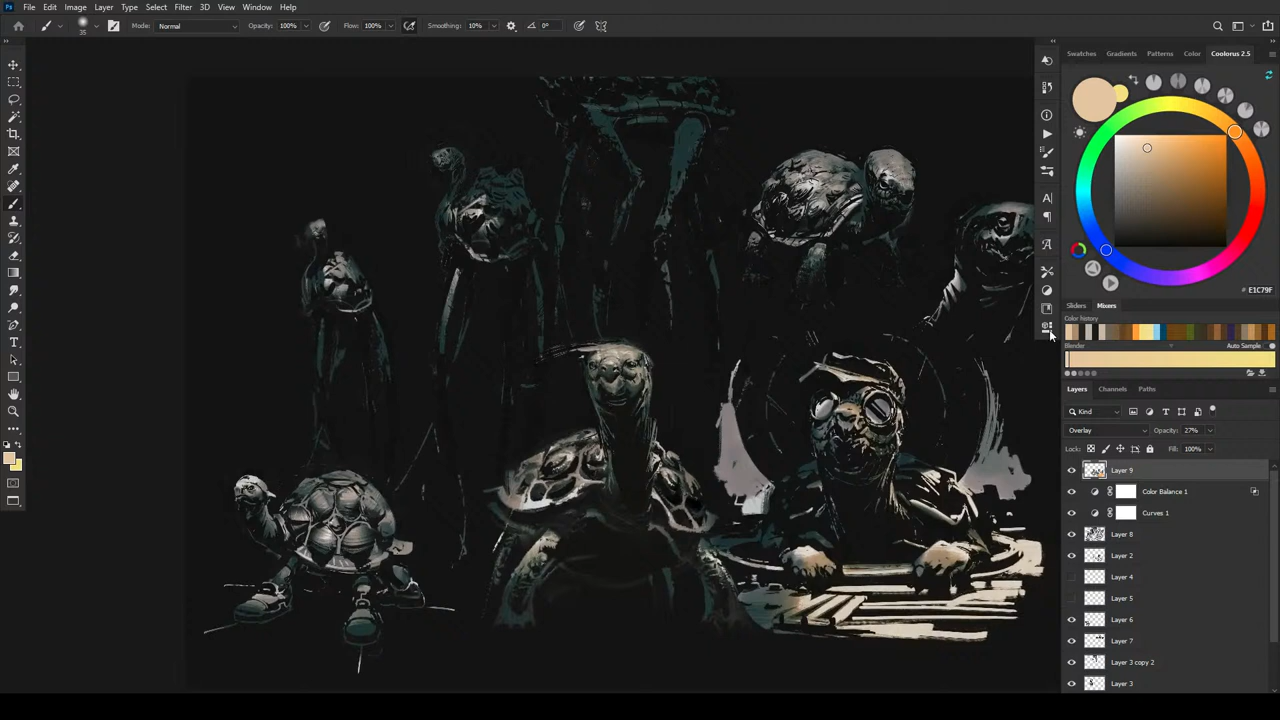 Ps File Edit Image Layer Type Select Filter 3D View Window Help
35 Mode: Normal Opacity: 100% Flow: 100% Smoothing: 10% 0°
Swatches Gradients Patterns Color Coolorus 2.5
# E1C79F
Sliders Mixers
Color history
Blender Auto Sample
Layers Channels Paths
Kind
Overlay Opacity: 27%
Lock: Fill: 100%
Layer 9
Color Balance 1
Curves 1
Layer 8
Layer 2
Layer 4
Layer 5
Layer 6
Layer 7
Layer 3 copy 2
Layer 3